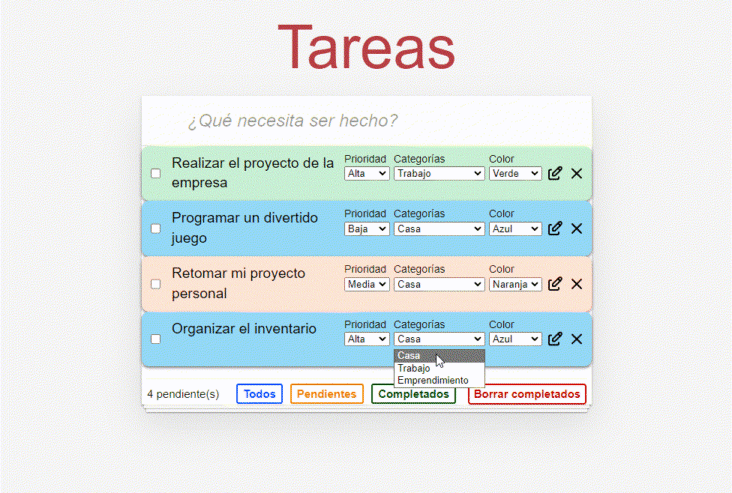 Tareas
¿Qué necesita ser hecho?
Prioridad Categorías Color
Realizar el proyecto de la
empresa
Alta Trabajo Verde
Prioridad Categorías Color
Programar un divertido
juego
Baja Casa Azul
Prioridad Categorías Color
Retomar mi proyecto
personal
Media Casa Naranja
Prioridad Categorías Color
Organizar el inventario
Alta Casa Azul
Casa
Trabajo
Emprendimiento
4 pendiente(s) Todos Pendientes Completados Borrar completados